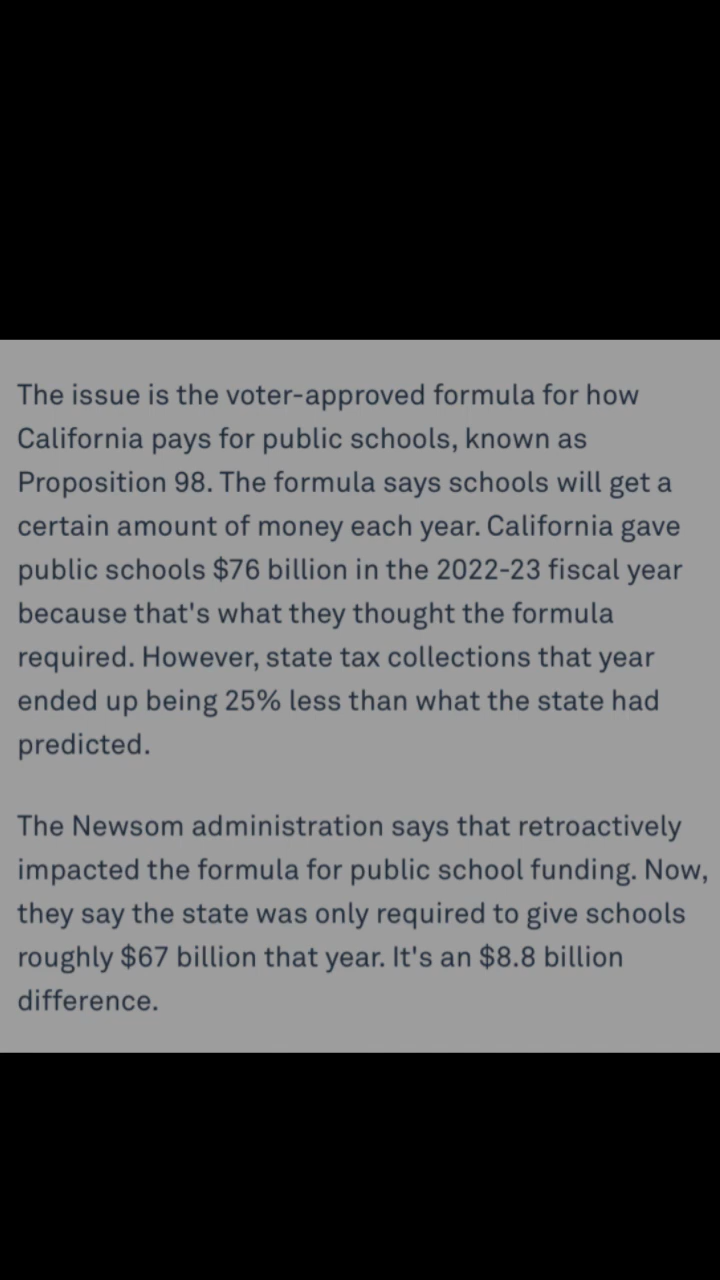 The issue is the voter-approved formula for how
California pays for public schools, known as
Proposition 98. The formula says schools will get a
certain amount of money each year. California gave
public schools $76 billion in the 2022-23 fiscal year
because that's what they thought the formula
required. However, state tax collections that year
ended up being 25% less than what the state had
predicted.
The Newsom administration says that retroactively
impacted the formula for public school funding. Now,
they say the state was only required to give schools
roughly $67 billion that year. It's an $8.8 billion
difference.